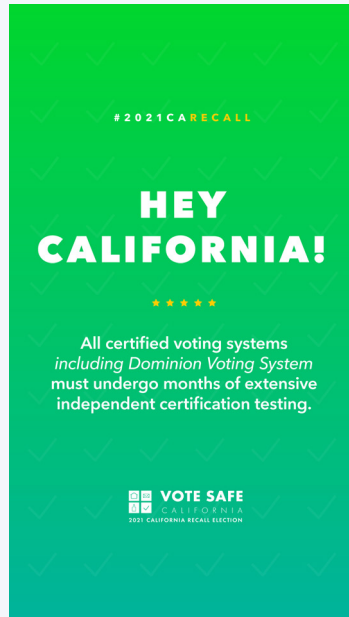 #2021CARECALL
HEY
CALIFORNIA!
All certified voting systems
including Dominion Voting System
must undergo months of extensive
independent certification testing.
VOTE SAFE
CALIFORNIA
2021 CALIFORNIA RECALL ELECTION